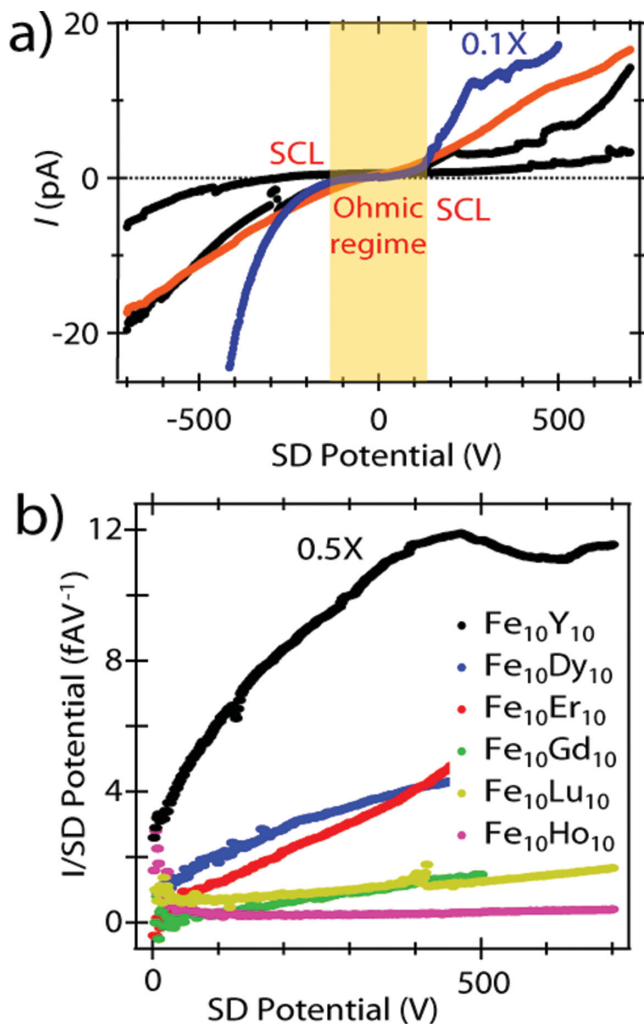 a)
20
0.1X
SCL
I (pA)
0
Ohmic
regime
SCL
-20
-500 0 500
SD Potential (V)
b)
12
0.5X
I/SD Potential (fAV⁻¹)
Fe₁₀Y₁₀
8
Fe₁₀Dy₁₀
Fe₁₀Er₁₀
4
Fe₁₀Gd₁₀
Fe₁₀Lu₁₀
Fe₁₀Ho₁₀
0
0 500
SD Potential (V)